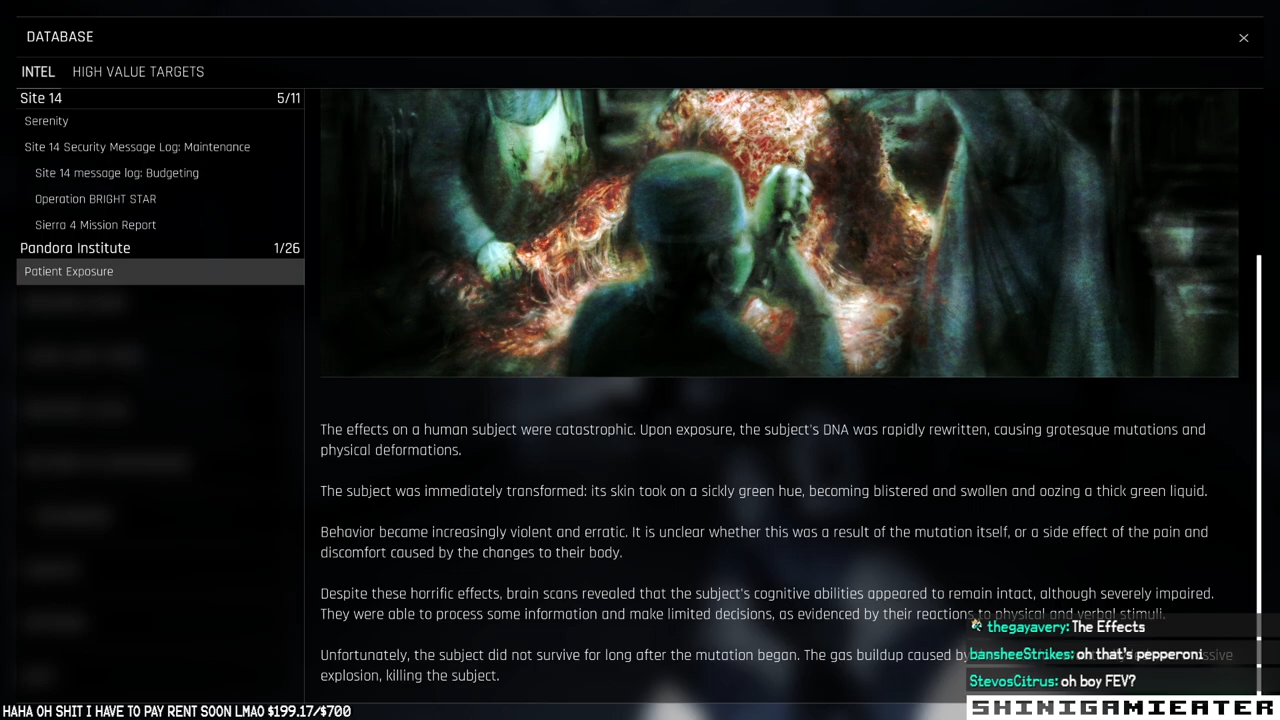 DATABASE
INTEL HIGH VALUE TARGETS
Site 14 5/11
Serenity
Site 14 Security Message Log: Maintenance
Site 14 message log: Budgeting
Operation BRIGHT STAR
Sierra 4 Mission Report
Pandora Institute 1/26
Patient Exposure
The effects on a human subject were catastrophic. Upon exposure, the subject's DNA was rapidly rewritten, causing grotesque mutations and
physical deformations.
The subject was immediately transformed: its skin took on a sickly green hue, becoming blistered and swollen and oozing a thick green liquid.
Behavior became increasingly violent and erratic. It is unclear whether this was a result of the mutation itself, or a side effect of the pain and
discomfort caused by the changes to their body.
Despite these horrific effects, brain scans revealed that the subject's cognitive abilities appeared to remain intact, although severely impaired.
They were able to process some information and make limited decisions, as evidenced by their reactions to physical and verbal stimuli.
Unfortunately, the subject did not survive for long after the mutation began. The gas buildup caused by
explosion, killing the subject.
thegayavery: The Effects
bansheeStrikes: oh that's pepperoni
StevosCitrus: oh boy FEV?
SHINIGAMIEATER
HAHA OH SHIT I HAVE TO PAY RENT SOON LMAO $199.17/$700